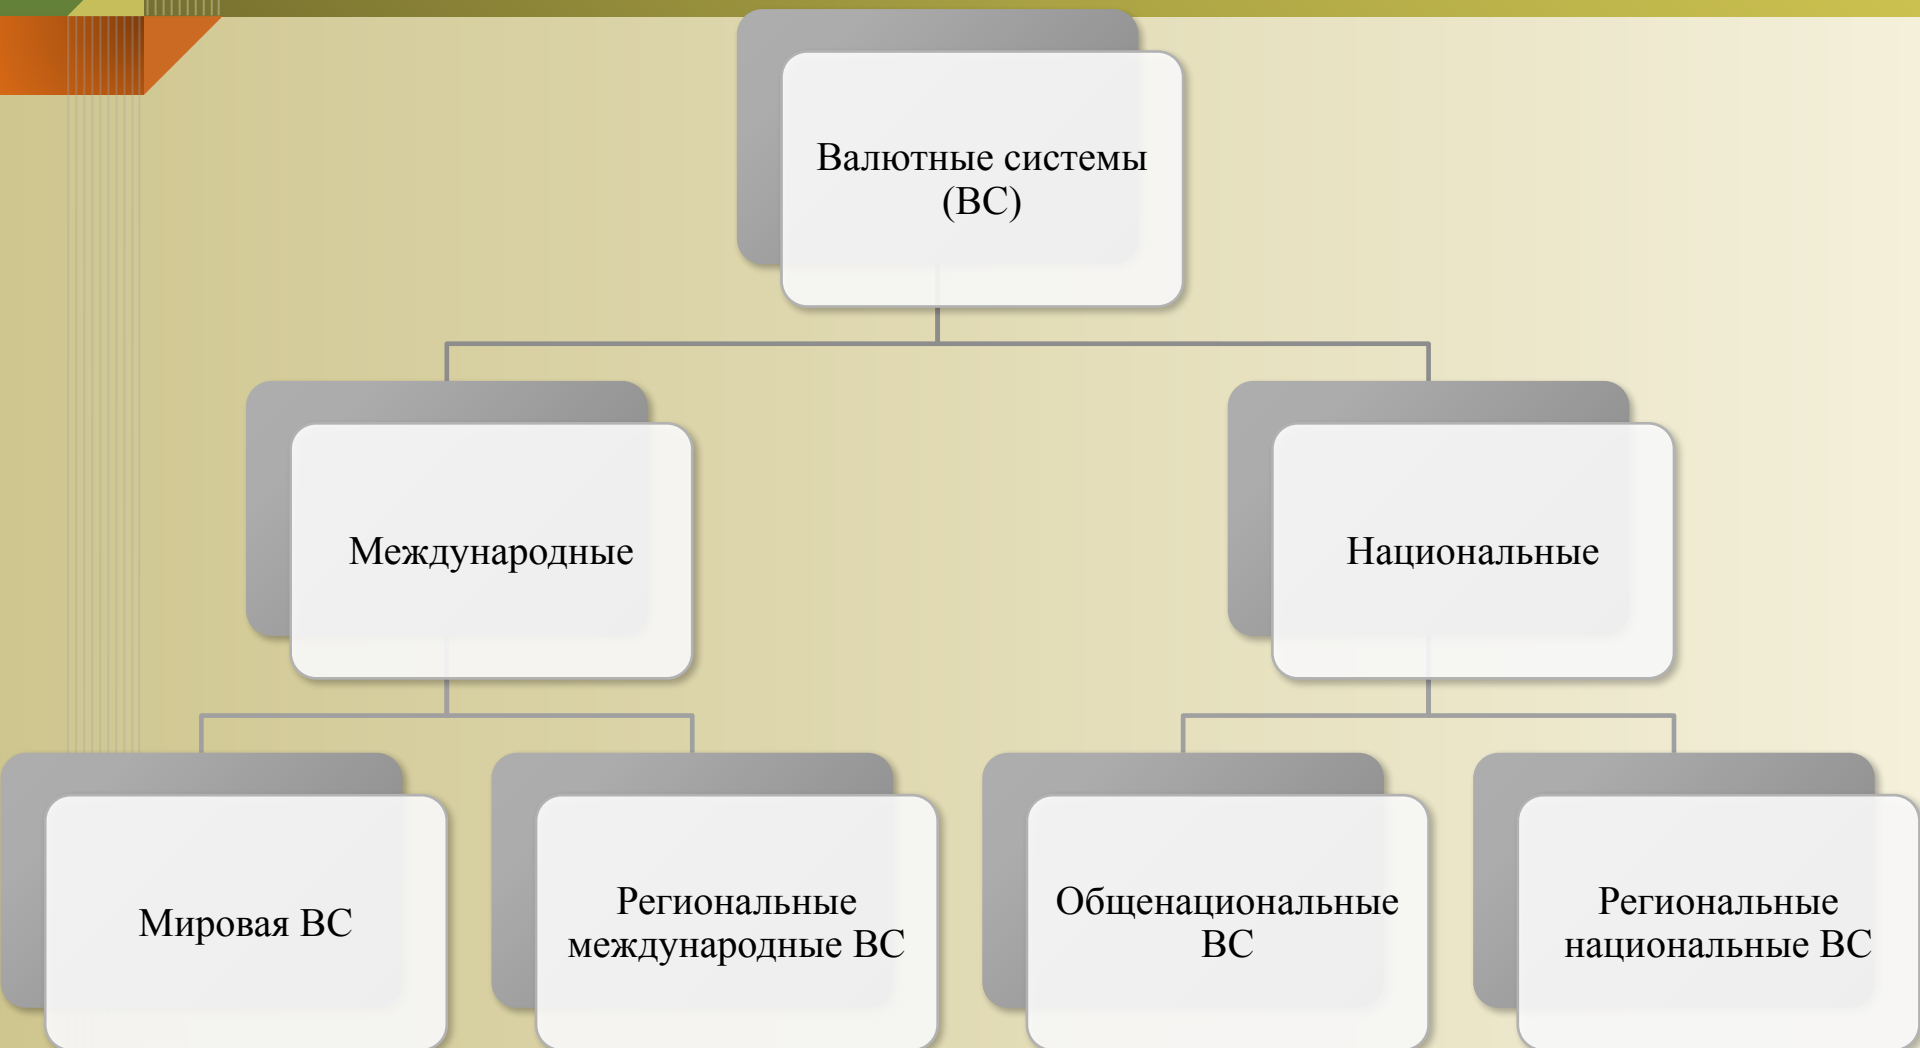 Валютные системы
(ВС)
Международные
Национальные
Мировая ВС
Региональные
международные ВС
Общенациональные
ВС
Региональные
национальные ВС